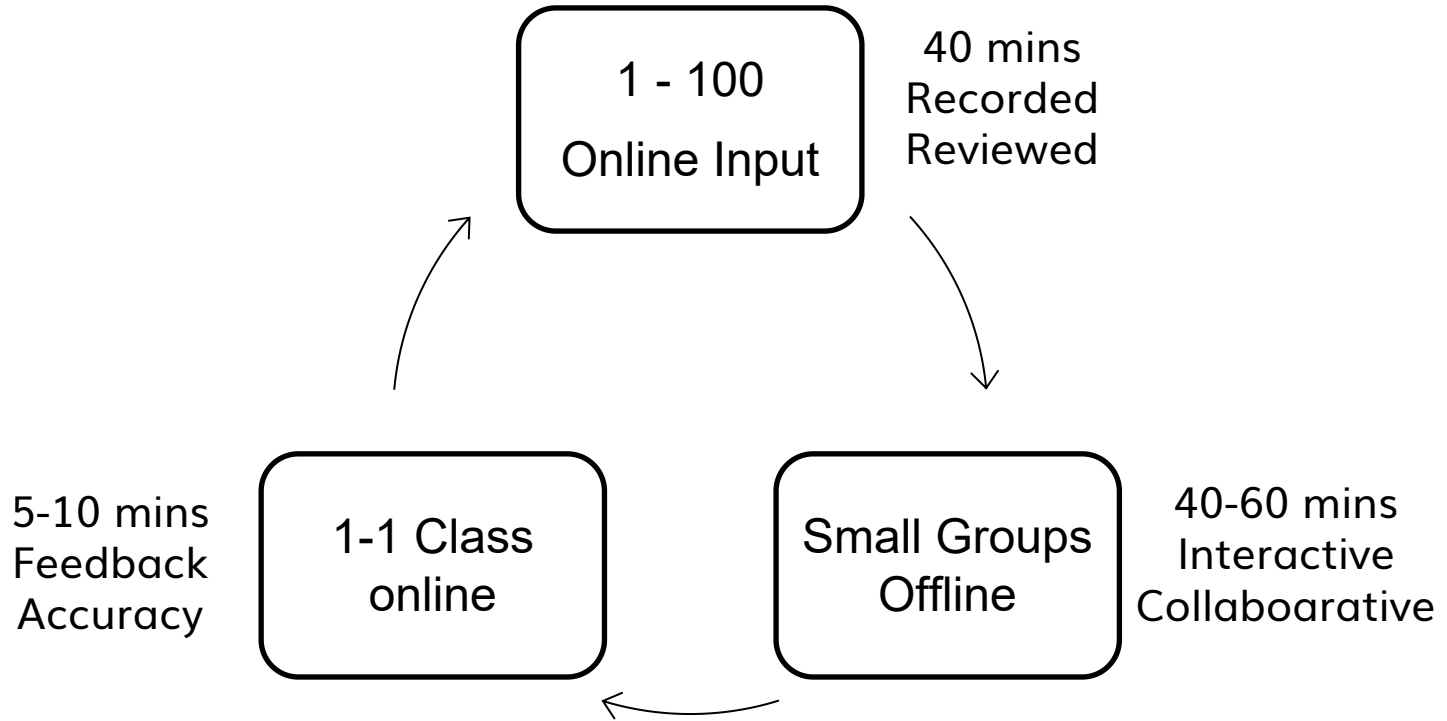 1 - 100
Online Input
40 mins
Recorded
Reviewed
5-10 mins
Feedback
Accuracy
1-1 Class
online
Small Groups
Offline
40-60 mins
Interactive
Collaboarative